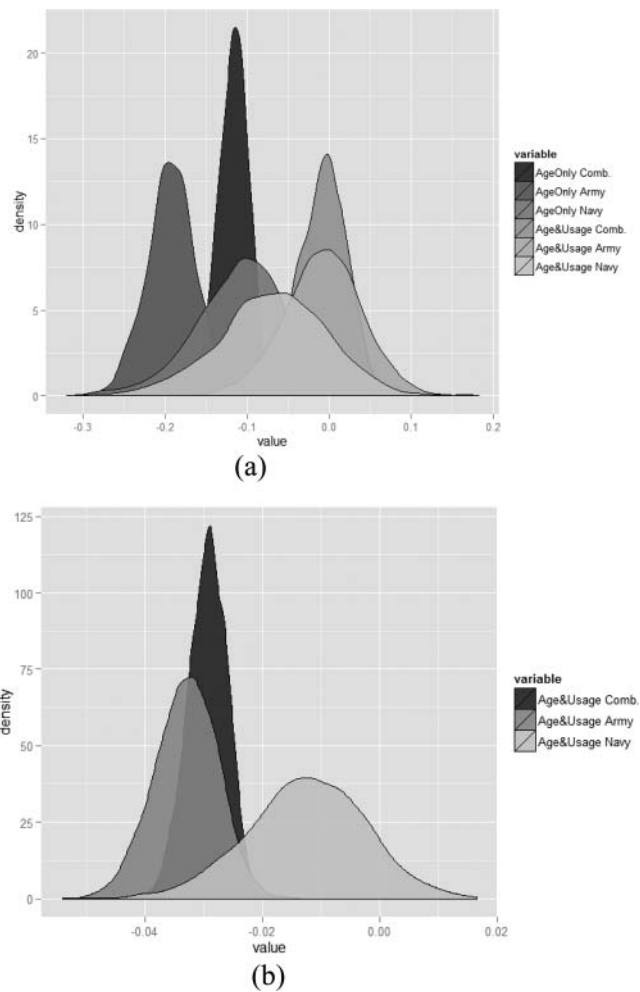 20
15
10
5
0
density
-0.3
-0.2
-0.1
0.0
0.1
0.2
value
variable
AgeOnly Comb.
AgeOnly Army
AgeOnly Navy
Age&Usage Comb.
Age&Usage Army
Age&Usage Navy
(a)
125
100
75
50
25
0
density
-0.04
-0.02
0.00
0.02
value
variable
Age&Usage Comb.
Age&Usage Army
Age&Usage Navy
(b)